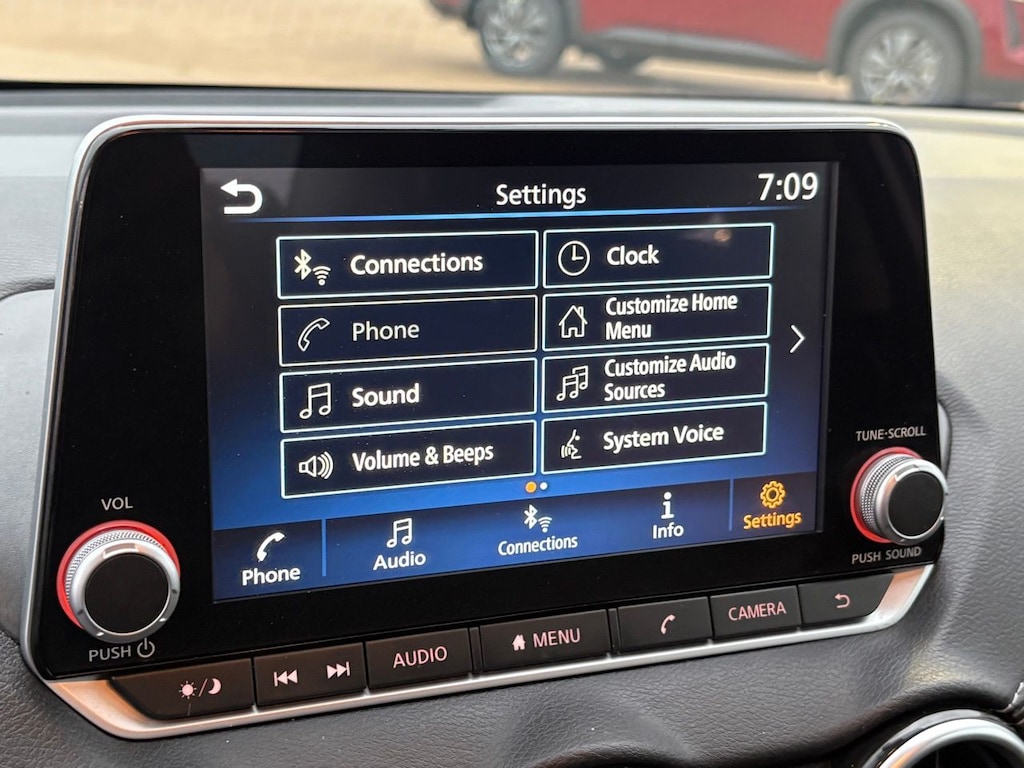 Settings
7:09
Connections
Clock
Phone
Customize Home
Menu
Sound
Customize Audio
Sources
Volume & Beeps
System Voice
Phone
Audio
Connections
Info
Settings
VOL
PUSH
TUNE·SCROLL
PUSH SOUND
AUDIO
MENU
CAMERA